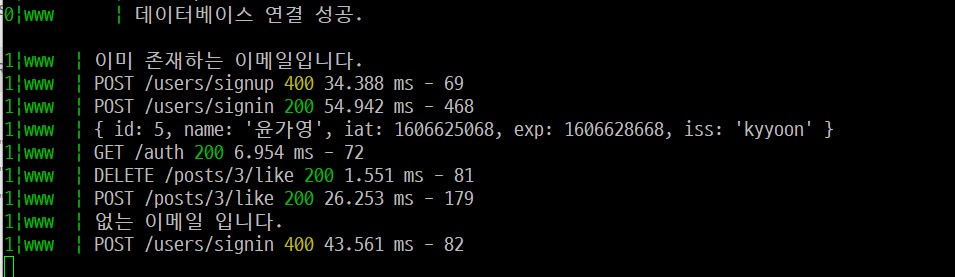 0|www | 데이터베이스 연결 성공.
1|www | 이미 존재하는 이메일입니다.
1|www | POST /users/signup 400 34.388 ms - 69
1|www | POST /users/signin 200 54.942 ms - 468
1|www | { id: 5, name: '윤가영', iat: 1606625068, exp: 1606628668, iss: 'kyyoon' }
1|www | GET /auth 200 6.954 ms - 72
1|www | DELETE /posts/3/like 200 1.551 ms - 81
1|www | POST /posts/3/like 200 26.253 ms - 179
1|www | 없는 이메일 입니다.
1|www | POST /users/signin 400 43.561 ms - 82